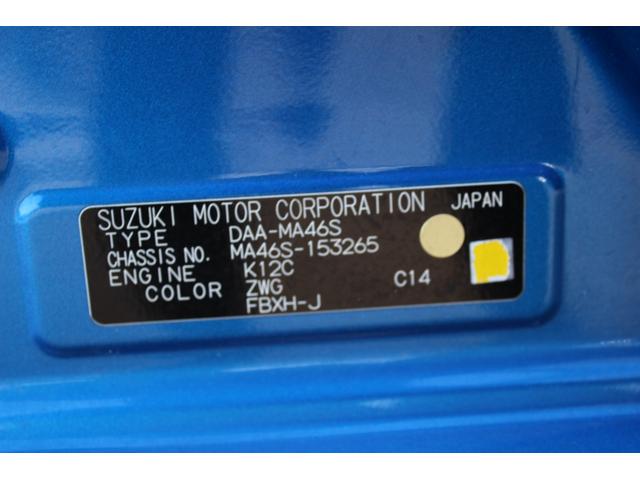 SUZUKI MOTOR CORPORATION JAPAN
TYPE DAA-MA46S
CHASSIS NO. MA46S-153265
ENGINE K12C C14
COLOR ZWG
FBXH-J